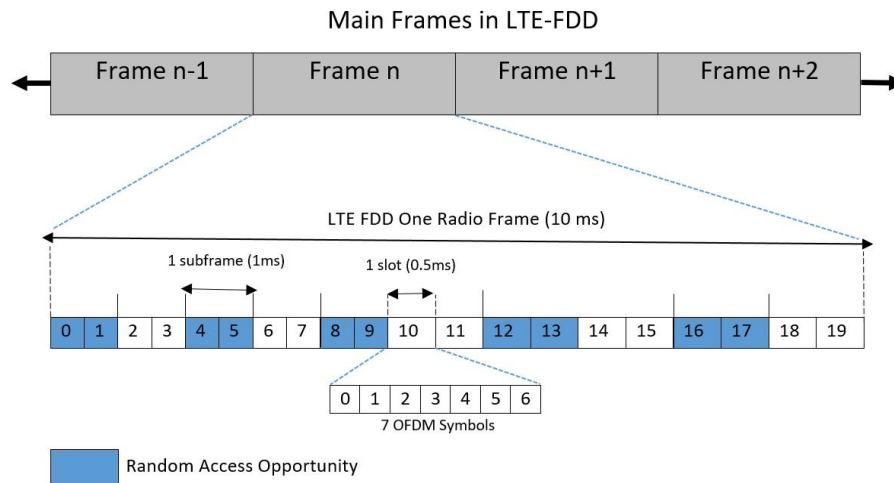 Main Frames in LTE-FDD
Frame n-1 Frame n Frame n+1 Frame n+2
LTE FDD One Radio Frame (10 ms)
1 subframe (1ms) 1 slot (0.5ms)
0 1 2 3 4 5 6 7 8 9 10 11 12 13 14 15 16 17 18 19
0 1 2 3 4 5 6
7 OFDM Symbols
Random Access Opportunity